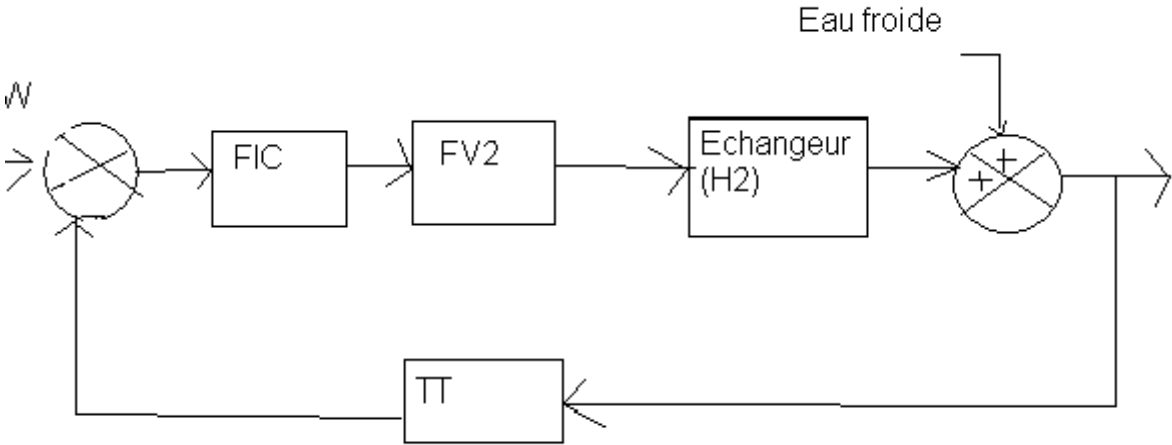 Eau froide
W
FIC
FV2
Echangeur
(H2)
+
+
TT